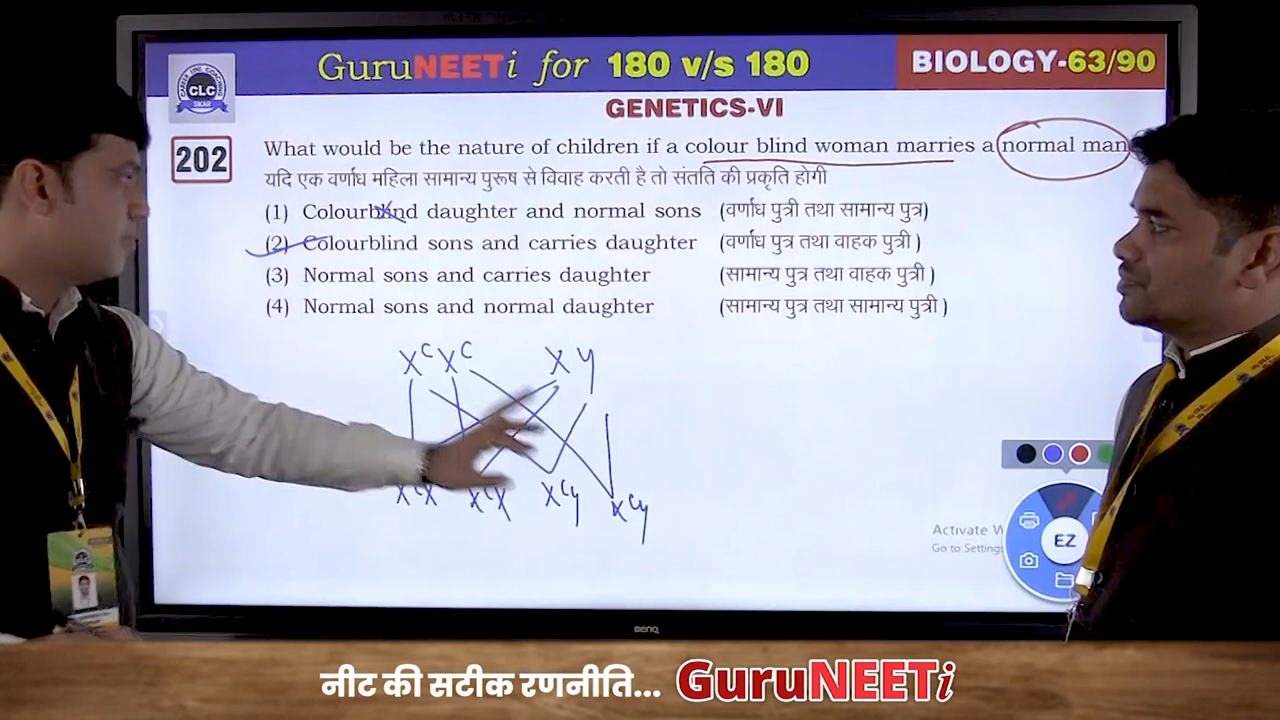 GuruNEETi for 180 v/s 180
BIOLOGY-63/90
CLC
SIKAR
GENETICS-VI
202
What would be the nature of children if a colour blind woman marries a normal man
यदि एक वर्णांध महिला सामान्य पुरूष से विवाह करती है तो संतति की प्रकृति होगी
(1) Colourblind daughter and normal sons (वर्णांध पुत्री तथा सामान्य पुत्र)
(2) Colourblind sons and carries daughter (वर्णांध पुत्र तथा वाहक पुत्री )
(3) Normal sons and carries daughter (सामान्य पुत्र तथा वाहक पुत्री )
(4) Normal sons and normal daughter (सामान्य पुत्र तथा सामान्य पुत्री )
XᶜXᶜ XY
XᶜX XᶜX Xᶜy Xᶜy
Activate W
Go to Settings
EZ
BENQ
नीट की सटीक रणनीति... GuruNEETi